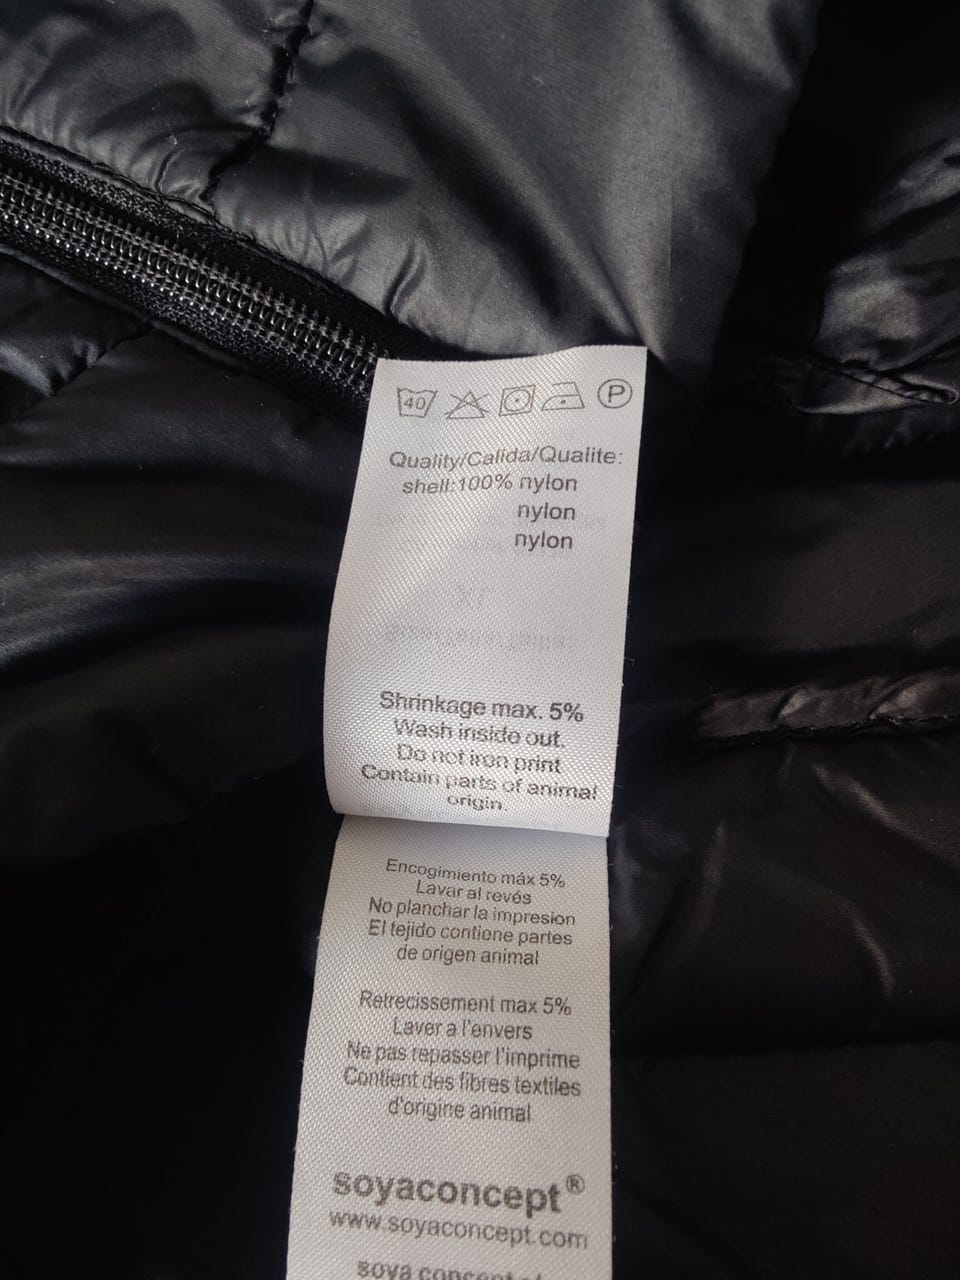 40 P
Quality/Calida/Qualite:
shell:100% nylon
nylon
nylon
Shrinkage max. 5%
Wash inside out.
Do not iron print
Contain parts of animal
origin.
Encogimiento máx 5%
Lavar al revés
No planchar la impresion
El tejido contiene partes
de origen animal
Retrecissement max 5%
Laver a l'envers
Ne pas repasser l'imprime
Contient des fibres textiles
d'origine animal
soyaconcept®
www.soyaconcept.com
soya concept